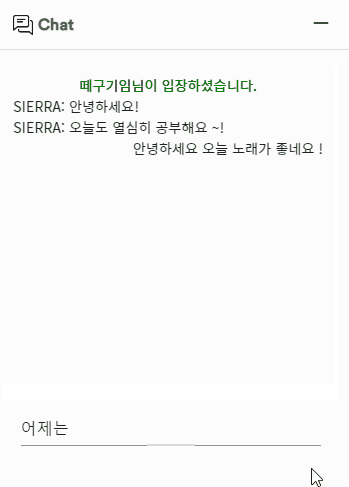 Chat
떼구기임님이 입장하셨습니다.
SIERRA: 안녕하세요!
SIERRA: 오늘도 열심히 공부해요 ~!
안녕하세요 오늘 노래가 좋네요 !
어제는